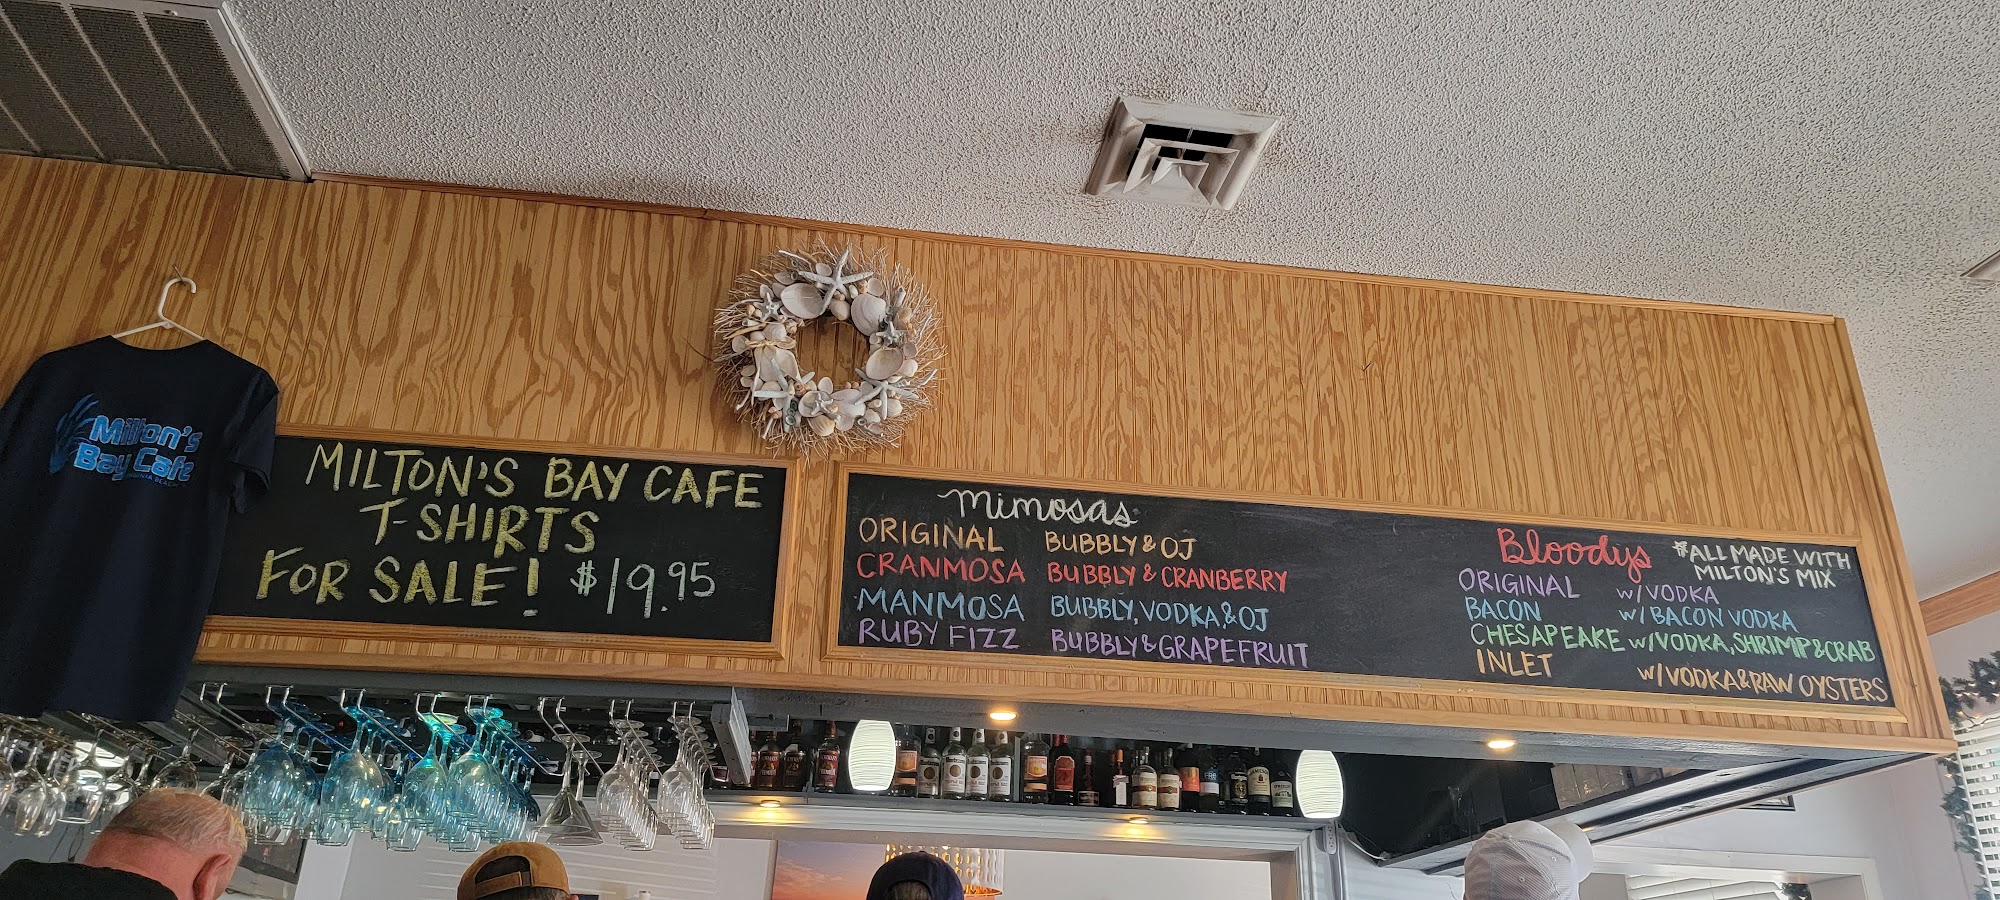 Milton's
Bay Cafe
VIRGINIA BEACH
MILTON'S BAY CAFE
T-SHIRTS
FOR SALE! $19.95
Mimosas
ORIGINAL BUBBLY & OJ
CRANMOSA BUBBLY & CRANBERRY
MANMOSA BUBBLY, VODKA & OJ
RUBY FIZZ BUBBLY & GRAPEFRUIT
Bloodys *ALL MADE WITH
MILTON'S MIX
ORIGINAL W/ VODKA
BACON W/ BACON VODKA
CHESAPEAKE W/ VODKA, SHRIMP & CRAB
INLET W/ VODKA & RAW OYSTERS